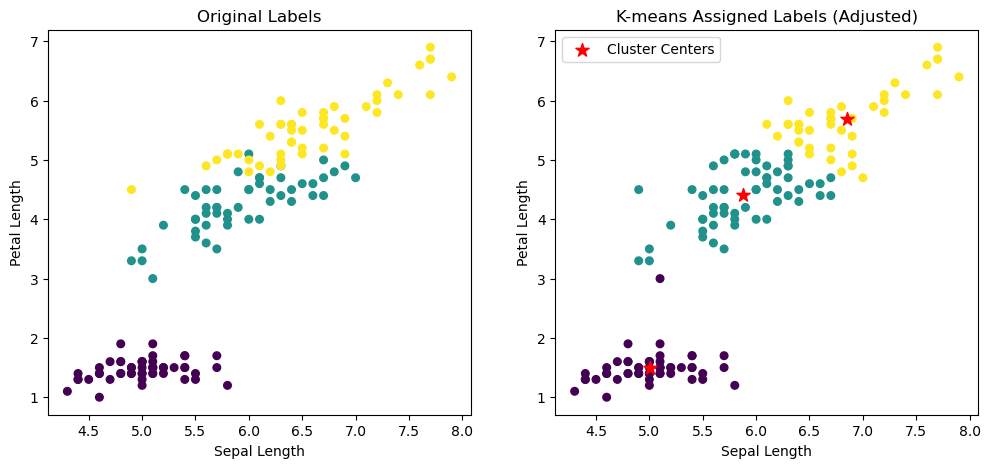 Original Labels
7
6
5
4
3
2
1
Petal Length
4.5 5.0 5.5 6.0 6.5 7.0 7.5 8.0
Sepal Length
K-means Assigned Labels (Adjusted)
Cluster Centers
7
6
5
4
3
2
1
Petal Length
4.5 5.0 5.5 6.0 6.5 7.0 7.5 8.0
Sepal Length